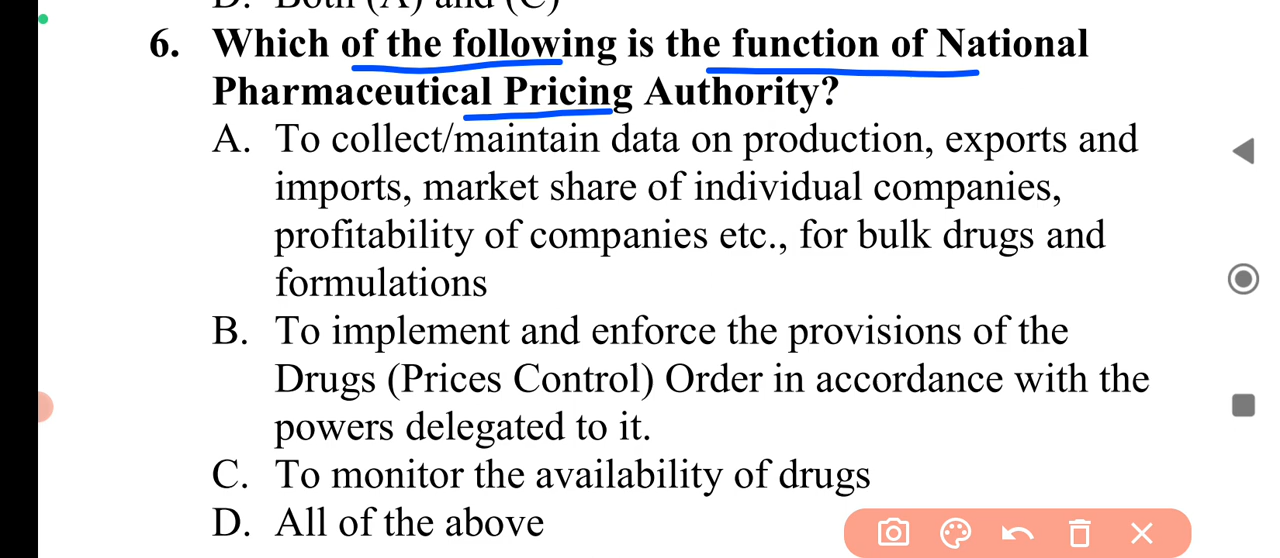 D. Both (A) and (C)
6. Which of the following is the function of National
Pharmaceutical Pricing Authority?
A. To collect/maintain data on production, exports and
imports, market share of individual companies,
profitability of companies etc., for bulk drugs and
formulations
B. To implement and enforce the provisions of the
Drugs (Prices Control) Order in accordance with the
powers delegated to it.
C. To monitor the availability of drugs
D. All of the above